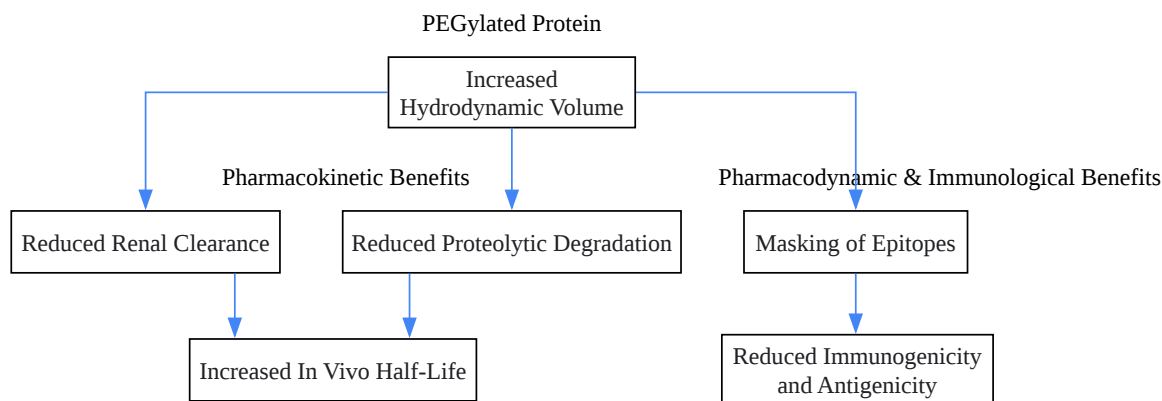 PEGylated Protein
Increased
Hydrodynamic Volume
Pharmacokinetic Benefits
Pharmacodynamic & Immunological Benefits
Reduced Renal Clearance
Reduced Proteolytic Degradation
Masking of Epitopes
Increased In Vivo Half-Life
Reduced Immunogenicity
and Antigenicity